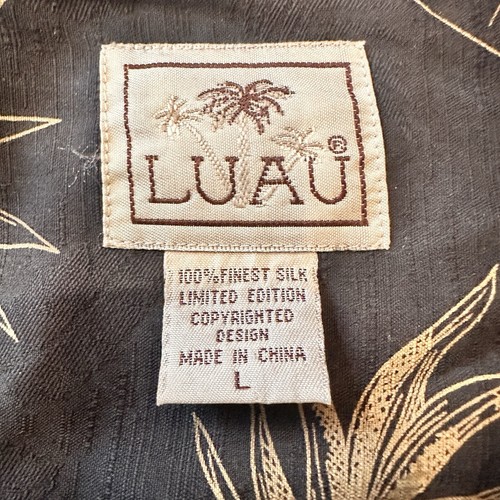 LUAU®
100% FINEST SILK
LIMITED EDITION
COPYRIGHTED
DESIGN
MADE IN CHINA
L